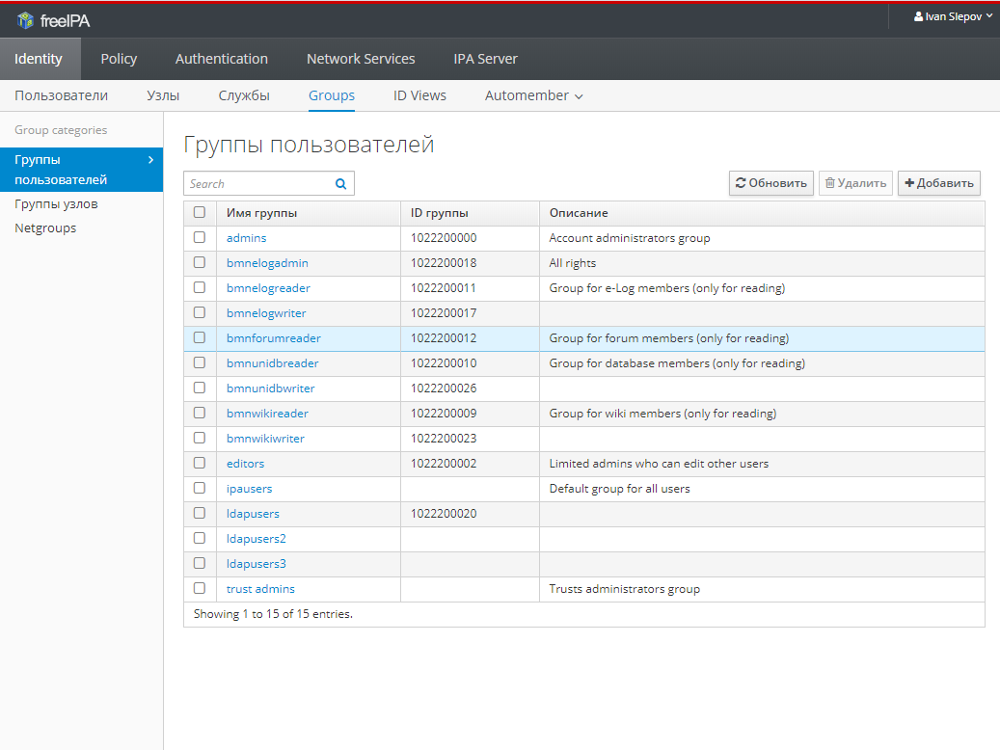 freeIPA
Ivan Slepov
Identity Policy Authentication Network Services IPA Server
Пользователи Узлы Службы Groups ID Views Automember
Group categories
Группы
пользователей
Группы узлов
Netgroups
Группы пользователей
Search
Обновить Удалить Добавить
Имя группы ID группы Описание
admins 1022200000 Account administrators group
bmnelogadmin 1022200018 All rights
bmnelogreader 1022200011 Group for e-Log members (only for reading)
bmnelogwriter 1022200017
bmnforumreader 1022200012 Group for forum members (only for reading)
bmnunidbreader 1022200010 Group for database members (only for reading)
bmnunidbwriter 1022200026
bmnwikireader 1022200009 Group for wiki members (only for reading)
bmnwikiwriter 1022200023
editors 1022200002 Limited admins who can edit other users
ipausers Default group for all users
ldapusers 1022200020
ldapusers2
ldapusers3
trust admins Trusts administrators group
Showing 1 to 15 of 15 entries.